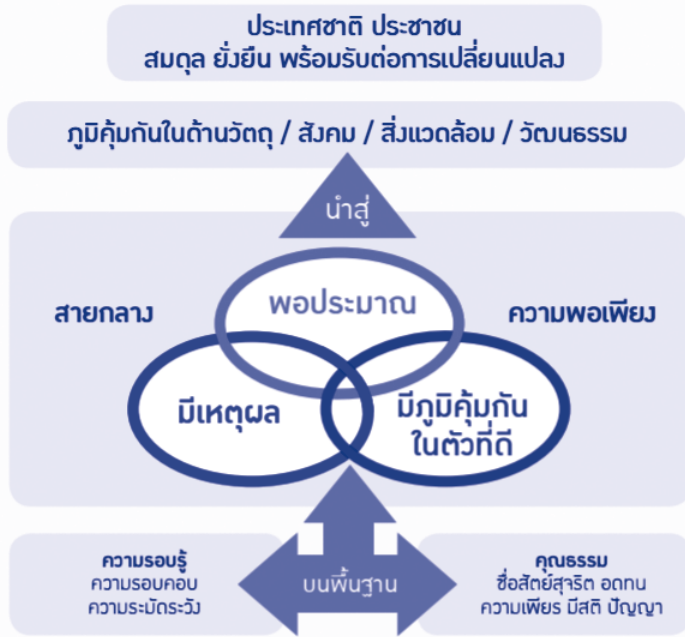 ประเทศชาติ ประชาชน
สมดุล ยั่งยืน พร้อมรับต่อการเปลี่ยนแปลง
ภูมิคุ้มกันในด้านวัตถุ / สังคม / สิ่งแวดล้อม / วัฒนธรรม
นำสู่
พอประมาณ
สายกลาง
ความพอเพียง
มีเหตุผล
มีภูมิคุ้มกัน
ในตัวที่ดี
ความรอบรู้
ความรอบคอบ
ความระมัดระวัง
บนพื้นฐาน
คุณธรรม
ซื่อสัตย์สุจริต อดทน
ความเพียร มีสติ ปัญญา